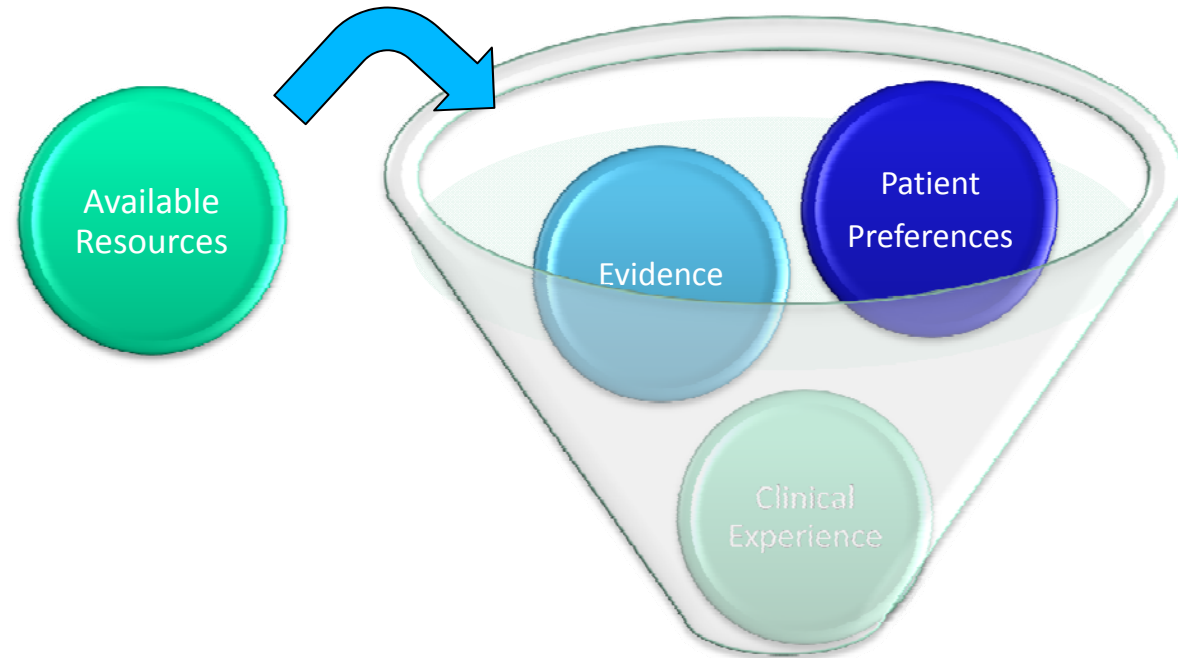 Available
Resources
Patient
Preferences
Evidence
Clinical
Experience